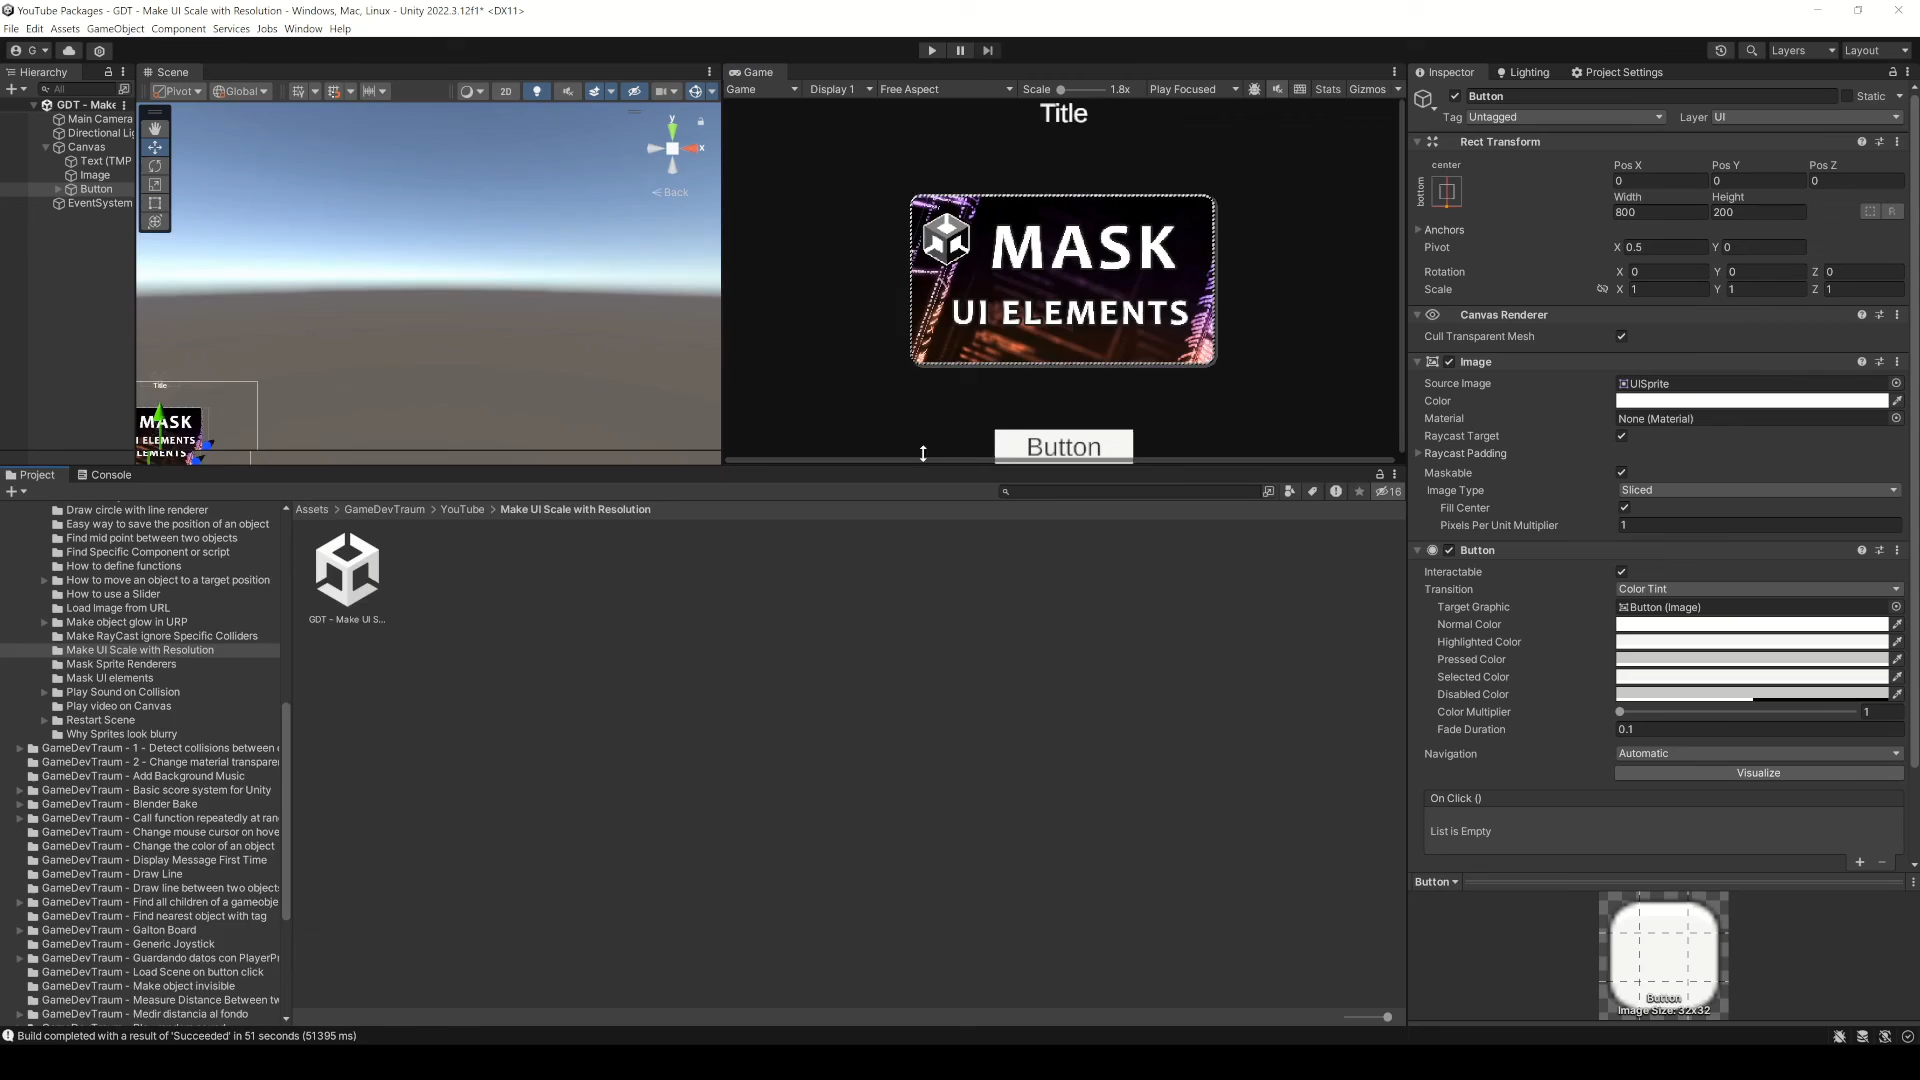 YouTube Packages - GDT - Make UI Scale with Resolution - Windows, Mac, Linux - Unity 2022.3.12f1* <DX11>
File Edit Assets GameObject Component Services Jobs Window Help
G Layers Layout
Hierarchy Scene Game Inspector Lighting Project Settings
All Pivot Global 2D Game Display 1 Free Aspect Scale 1.8x Play Focused Stats Gizmos
GDT - Make
Main Camera
Directional Lig
Canvas
Text (TMP
Image
Button
EventSystem
y
x
Back
Title
MASK
I ELEMENTS
Title
MASK
UI ELEMENTS
Button
Button Static
Tag Untagged Layer UI
Rect Transform
center
bottom
Pos X Pos Y Pos Z
0 0 0
Width Height
800 200
R
Anchors
Pivot X 0.5 Y 0
Rotation X 0 Y 0 Z 0
Scale X 1 Y 1 Z 1
Canvas Renderer
Cull Transparent Mesh
Image
Source Image UISprite
Color
Material None (Material)
Raycast Target
Raycast Padding
Maskable
Image Type Sliced
Fill Center
Pixels Per Unit Multiplier 1
Button
Interactable
Transition Color Tint
Target Graphic Button (Image)
Normal Color
Highlighted Color
Pressed Color
Selected Color
Disabled Color
Color Multiplier 1
Fade Duration 0.1
Navigation Automatic
Visualize
On Click ()
List is Empty
Button
Button
Image Size: 32x32
Project Console
16
Draw circle with line renderer
Easy way to save the position of an object
Find mid point between two objects
Find Specific Component or script
How to define functions
How to move an object to a target position
How to use a Slider
Load Image from URL
Make object glow in URP
Make RayCast ignore Specific Colliders
Make UI Scale with Resolution
Mask Sprite Renderers
Mask UI elements
Play Sound on Collision
Play video on Canvas
Restart Scene
Why Sprites look blurry
GameDevTraum - 1 - Detect collisions between
GameDevTraum - 2 - Change material transpare
GameDevTraum - Add Background Music
GameDevTraum - Basic score system for Unity
GameDevTraum - Blender Bake
GameDevTraum - Call function repeatedly at ran
GameDevTraum - Change mouse cursor on hove
GameDevTraum - Change the color of an object
GameDevTraum - Display Message First Time
GameDevTraum - Draw Line
GameDevTraum - Draw line between two objects
GameDevTraum - Find all children of a gameobje
GameDevTraum - Find nearest object with tag
GameDevTraum - Galton Board
GameDevTraum - Generic Joystick
GameDevTraum - Guardando datos con PlayerPr
GameDevTraum - Load Scene on button click
GameDevTraum - Make object invisible
GameDevTraum - Measure Distance Between tw
GameDevTraum - Medir distancia al fondo
Assets > GameDevTraum > YouTube > Make UI Scale with Resolution
GDT - Make UI S...
Build completed with a result of 'Succeeded' in 51 seconds (51395 ms)